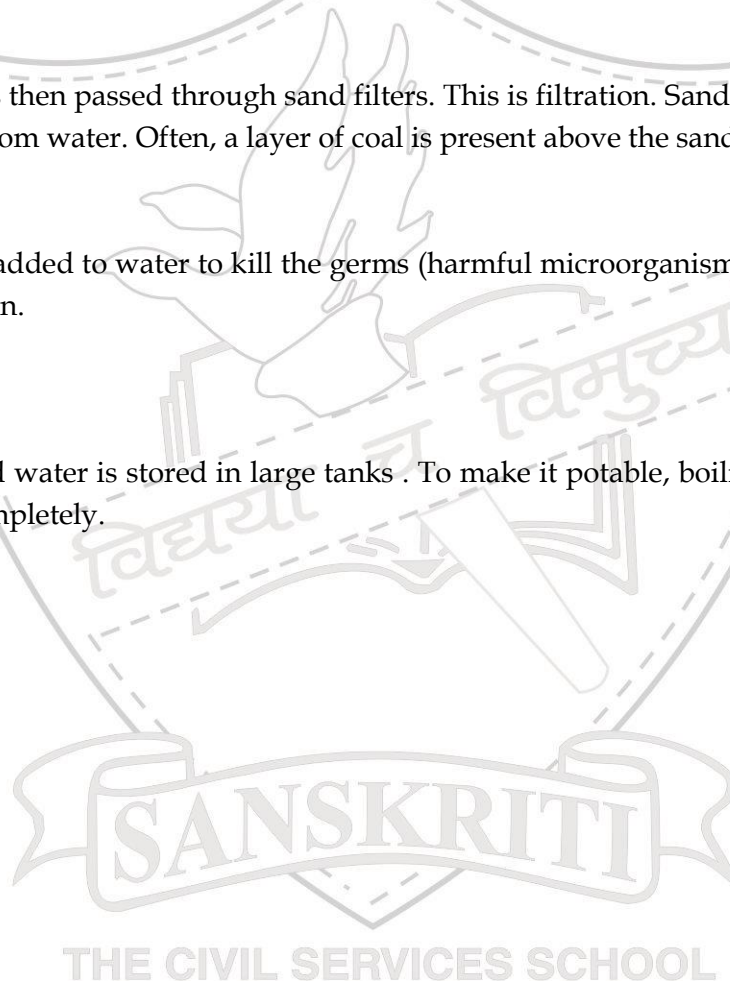 then passed through sand filters. This is filtration. Sand
om water. Often, a layer of coal is present above the sand
added to water to kill the germs (harmful microorganism
n.
water is stored in large tanks . To make it potable, boil
mpletely.
विद्यया च विमुच्य
SANSKRITI
THE CIVIL SERVICES SCHOOL